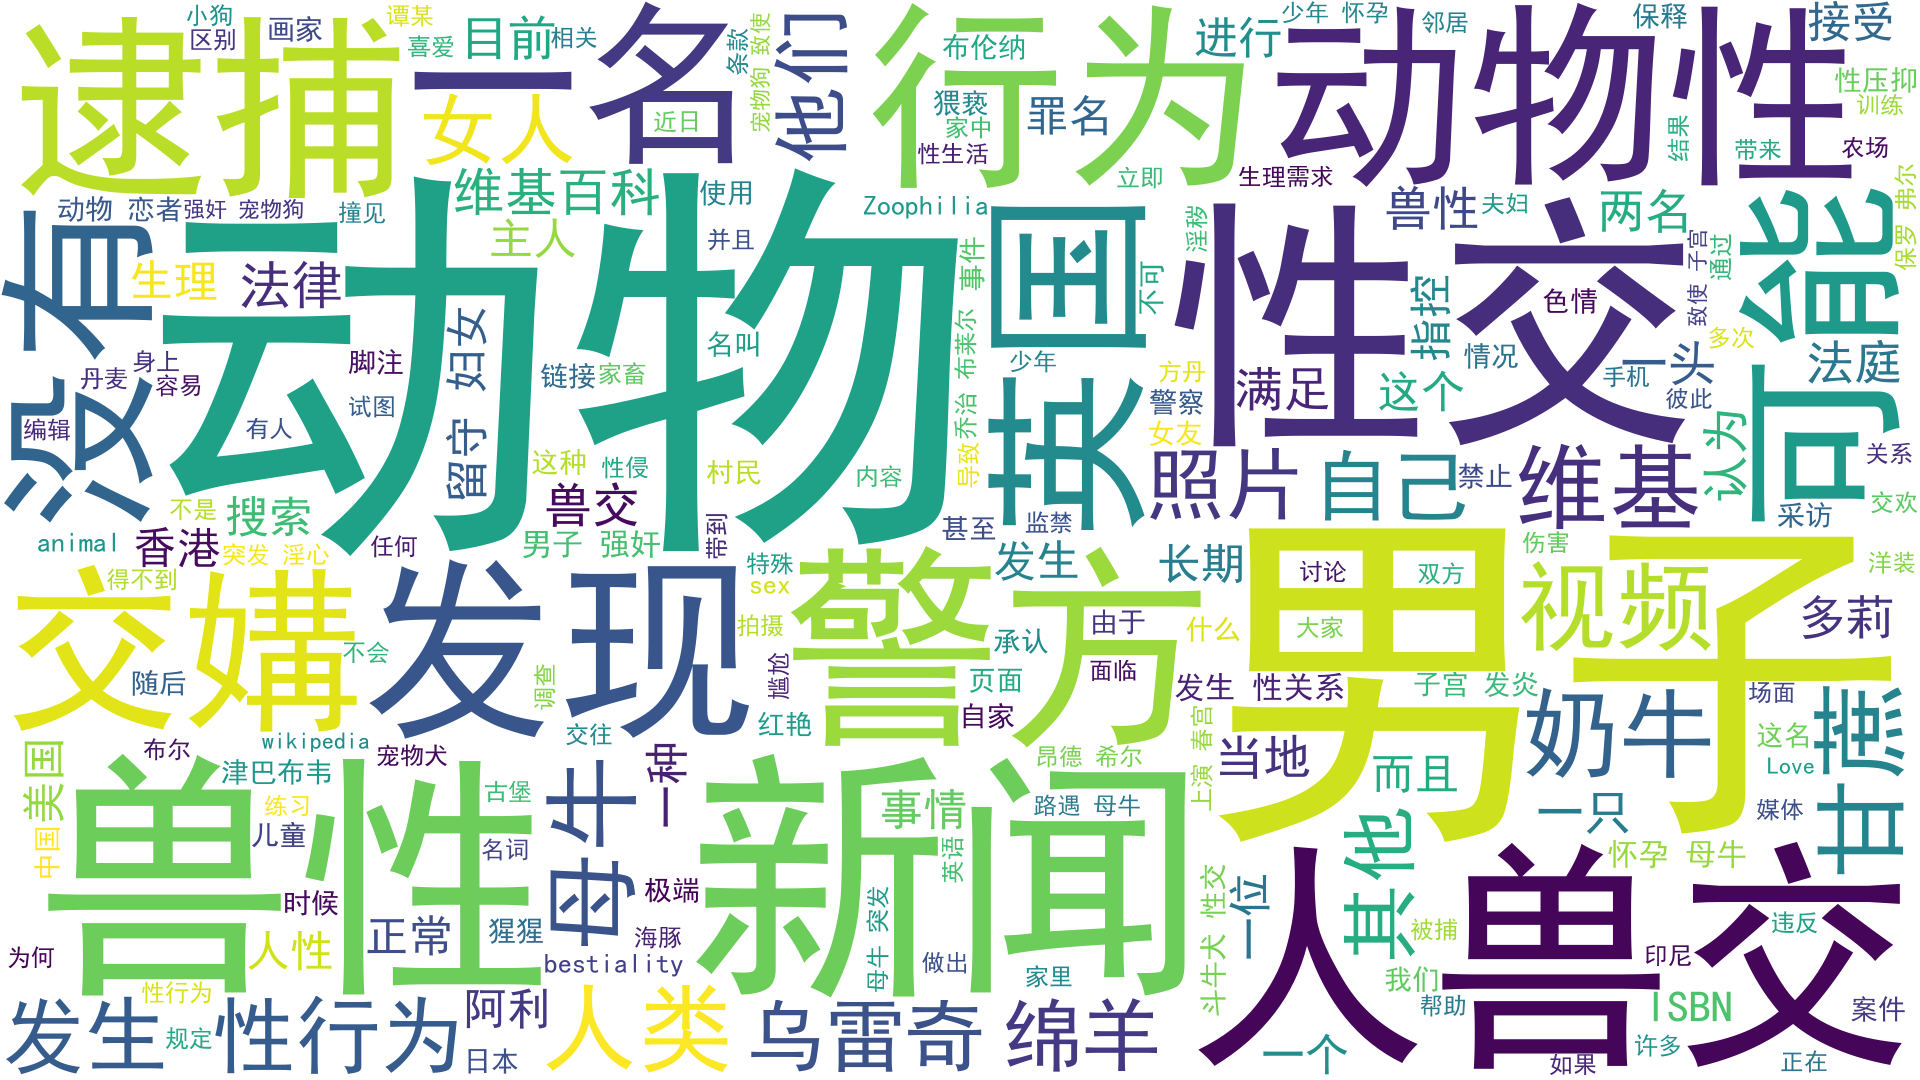 小狗
区别
画家
谭某
喜爱
目前
相关
逮捕
一名
女人
近日
条款
宠物狗 致使
他们
行为
布伦纳
猥亵
家中
性生活
立即
进行
罪名
少年 怀孕
动物性
邻居
保释
接受
性压抑
训练
结果
带来
农场
生理需求
维基百科
使用
主人
并且
动物 恋者
强奸 宠物狗
撞见
Zoophilia
兽性
夫妇
两名
弗尔
保罗
没有
生理
法律
动物
事件
英国
不可
淫秽
性交
指控
色情
致使 子宫
通过
可能
丹麦
身上
容易
脚注
留守 妇女
链接
名叫
家畜
乔治 布莱尔
少年
方丹
警察
女友
满足
这个
情况
一头
手机
多次
彼此
法庭
编辑
有人
试图
这种
性侵
村民
内容
导致
照片
自己
禁止
维基
认为
关系
交欢
采访
不是
搜索
兽交
animal
香港
突发 淫心
任何
男子 强奸
带到
甚至
监禁
发生
长期
讨论
双方
伤害
洋装
得不到
交媾
发现
特殊
sex
拍摄
警方
由于
承认
什么
大家
男子
视频
多莉
不会
随后
调查
尴尬
页面
面临
发生 性关系
子宫 发炎
场面
红艳
自家
wikipedia
交往
布尔
宠物犬
一种
昂德 希尔
上演 春宫
当地
奶牛
这名
Love
甘蔗
美国
津巴布韦
古堡
母牛
新闻
事情
路遇 母牛
而且
一只
媒体
中国
练习
儿童
兽性
名词
英语
其他
怀孕 母牛
时候
极端
正常
猩猩
海豚
母牛 突发
斗牛犬 性交
一位
人兽交
被捕
违反
为何
人性
bestiality
做出
家里
我们
印尼
性行为
帮助
ISBN
案件
发生
规定
性行为
阿利
日本
人类
乌雷奇
绵羊
一个
如果
许多
正在